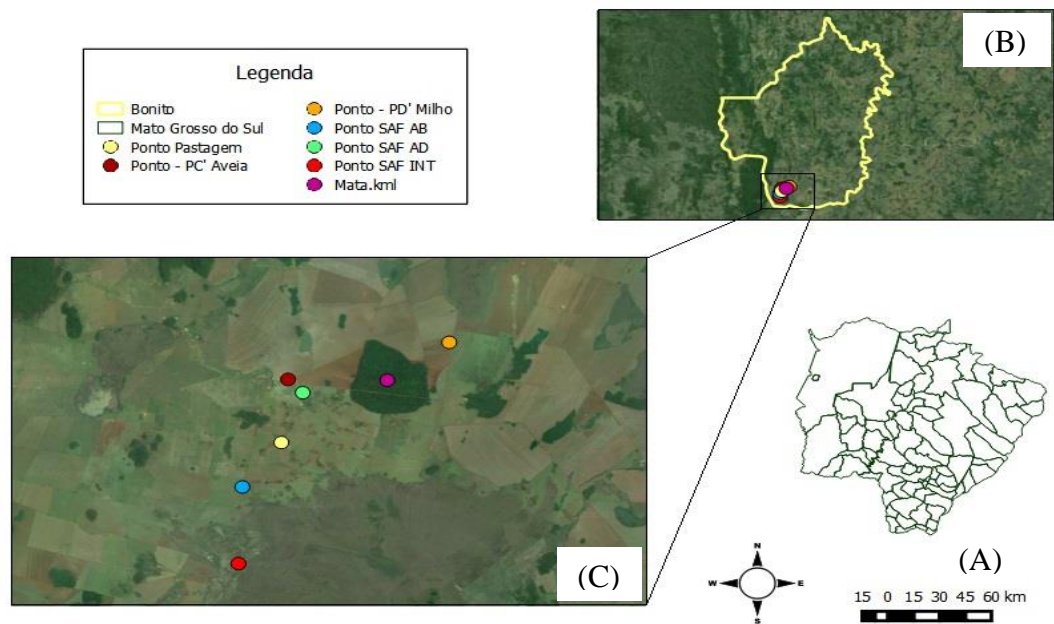 Legenda
Bonito
Mato Grosso do Sul
Ponto Pastagem
Ponto - PC' Aveia
Ponto - PD' Milho
Ponto SAF AB
Ponto SAF AD
Ponto SAF INT
Mata.kml
(B)
(C)
(A)
N
W E
S
15 0 15 30 45 60 km